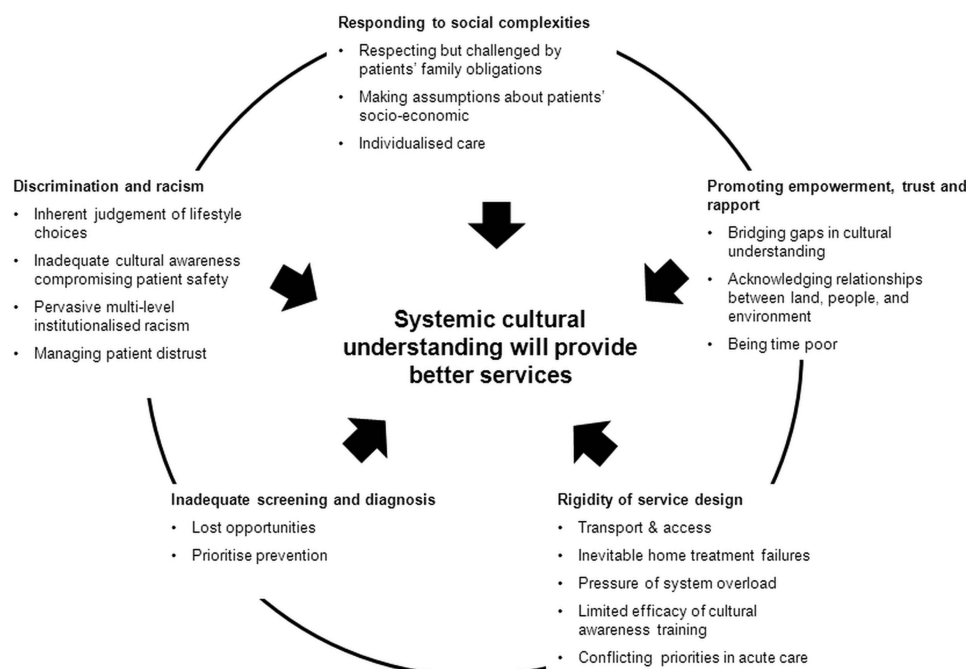 Responding to social complexities
• Respecting but challenged by
patients’ family obligations
• Making assumptions about patients’
socio-economic
• Individualised care
Discrimination and racism
• Inherent judgement of lifestyle
choices
• Inadequate cultural awareness
compromising patient safety
• Pervasive multi-level
institutionalised racism
• Managing patient distrust
Promoting empowerment, trust and
rapport
• Bridging gaps in cultural
understanding
• Acknowledging relationships
between land, people, and
environment
• Being time poor
Systemic cultural
understanding will provide
better services
Inadequate screening and diagnosis
• Lost opportunities
• Prioritise prevention
Rigidity of service design
• Transport & access
• Inevitable home treatment failures
• Pressure of system overload
• Limited efficacy of cultural
awareness training
• Conflicting priorities in acute care